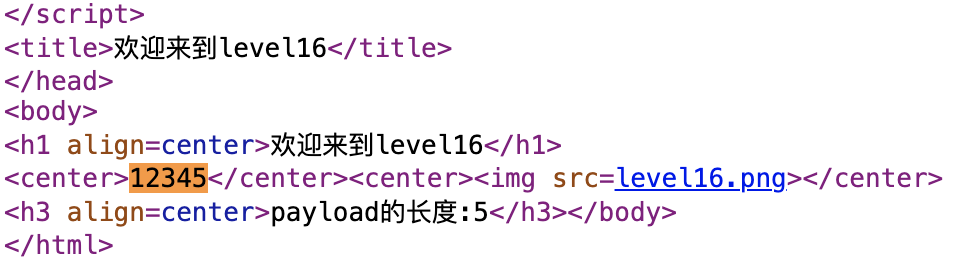 </script>
<title>欢迎来到level16</title>
</head>
<body>
<h1 align=center>欢迎来到level16</h1>
<center>12345</center><center><img src=level16.png></center>
<h3 align=center>payload的长度:5</h3></body>
</html>